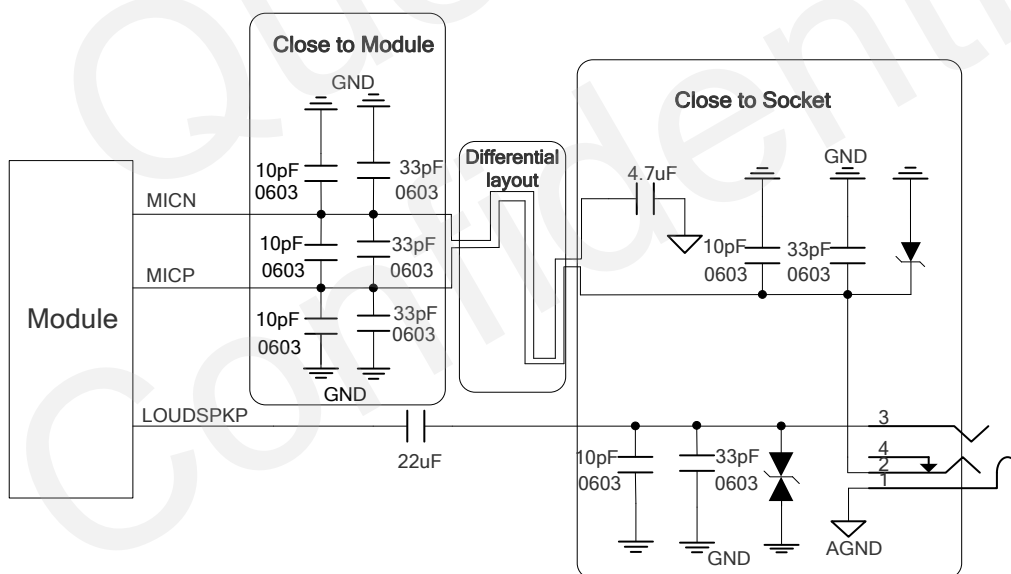 Close to Module
GND
10pF
0603
33pF
0603
Differential
layout
Close to Socket
4.7uF
GND
10pF
0603
33pF
0603
MICN
10pF
0603
33pF
0603
MICP
10pF
0603
33pF
0603
GND
Module
LOUDSPKP
22uF
10pF
0603
33pF
0603
GND
3
4
2
1
AGND